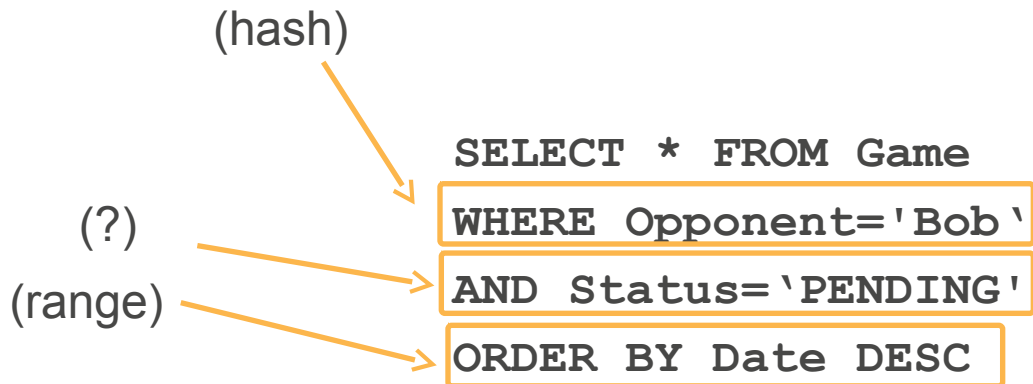 (hash)
SELECT * FROM Game
WHERE Opponent='Bob‘
(?)
AND Status=‘PENDING'
(range)
ORDER BY Date DESC